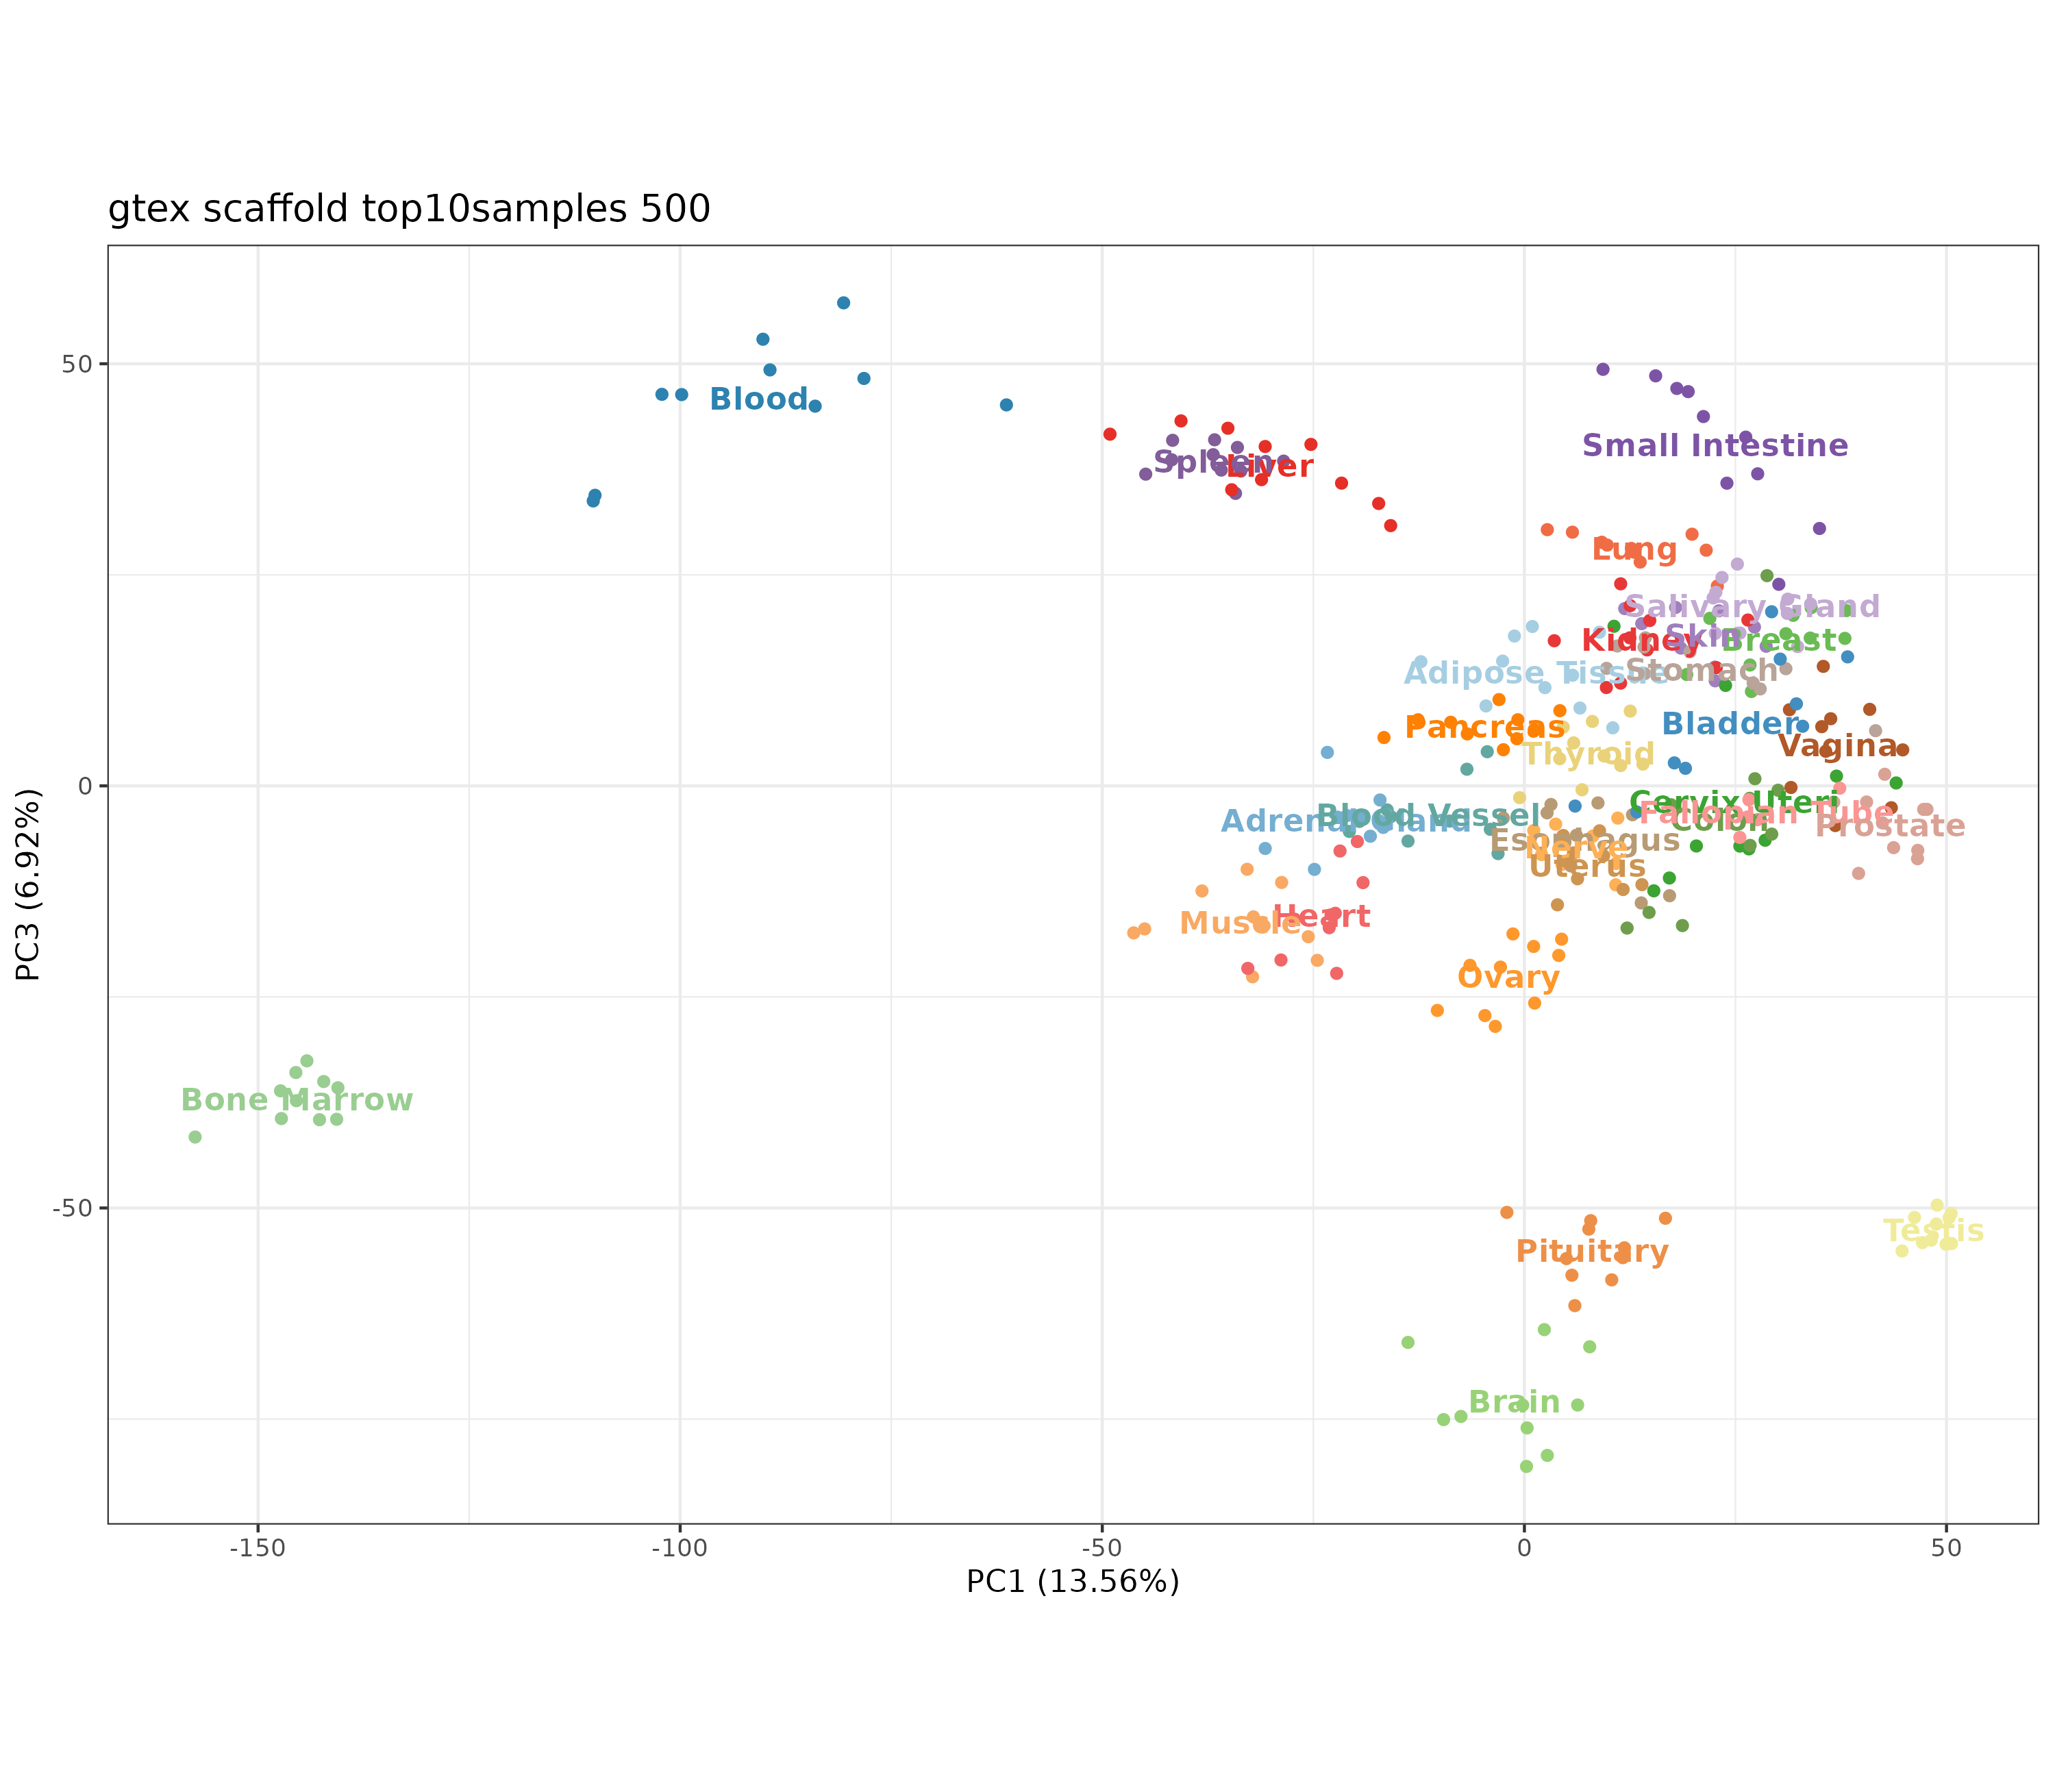 gtex scaffold top10samples 500
50
0
-50
PC3 (6.92%)
Blood
Small Intestine
Spleen
Liver
Lung
Salivary Gland
Kidney
Skin
Breast
Stomach
Adipose Tissue
Bladder
Pancreas
Vagina
Thyroid
Cervix Uteri
Fallopian Tube
Blood Vessel
Adrenal Gland
Colon
Prostate
Esophagus
Nerve
Uterus
Heart
Muscle
Ovary
Bone Marrow
Testis
Pituitary
Brain
-150
-100
-50
0
50
PC1 (13.56%)